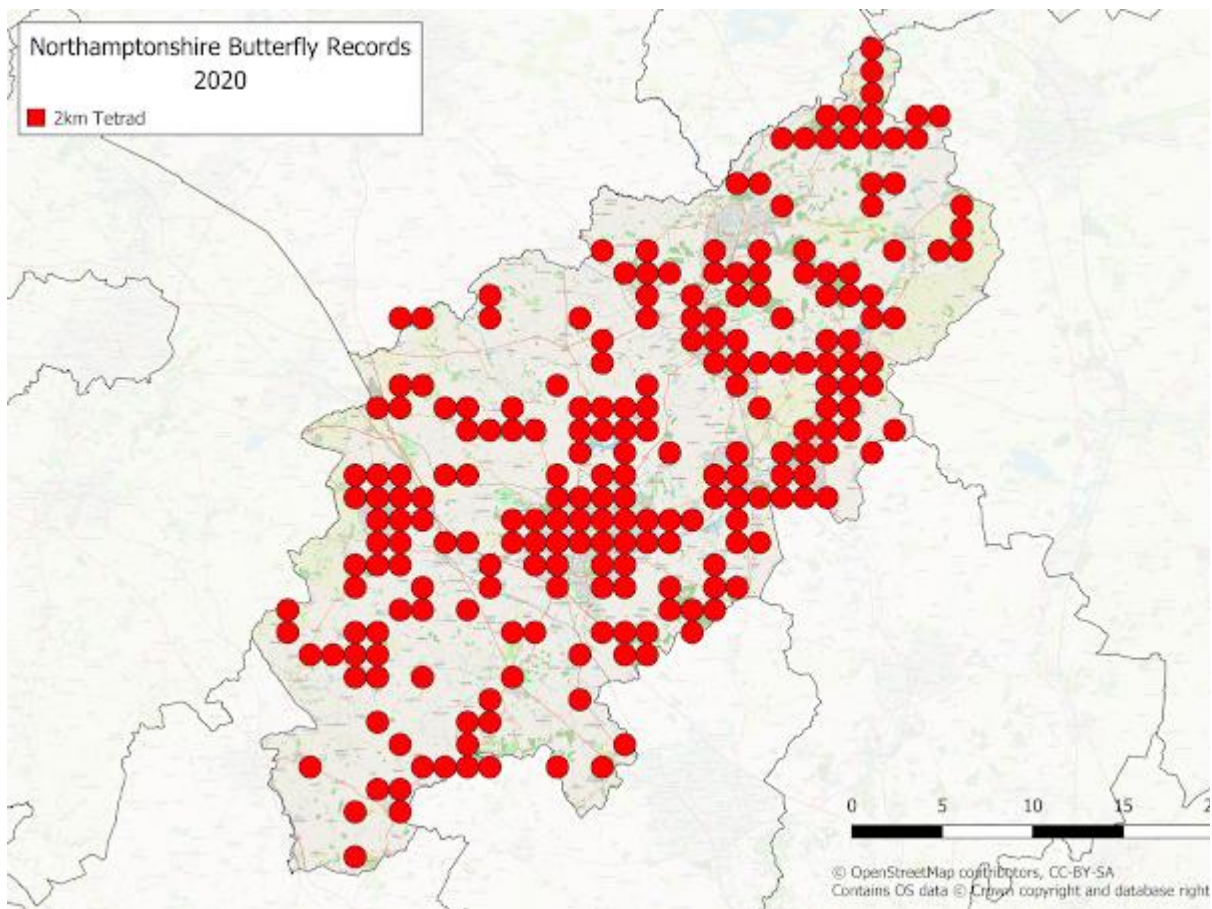 Northamptonshire Butterfly Records
2020
2km Tetrad
0 5 10 15
© OpenStreetMap contributors, CC-BY-SA
Contains OS data © Crown copyright and database right